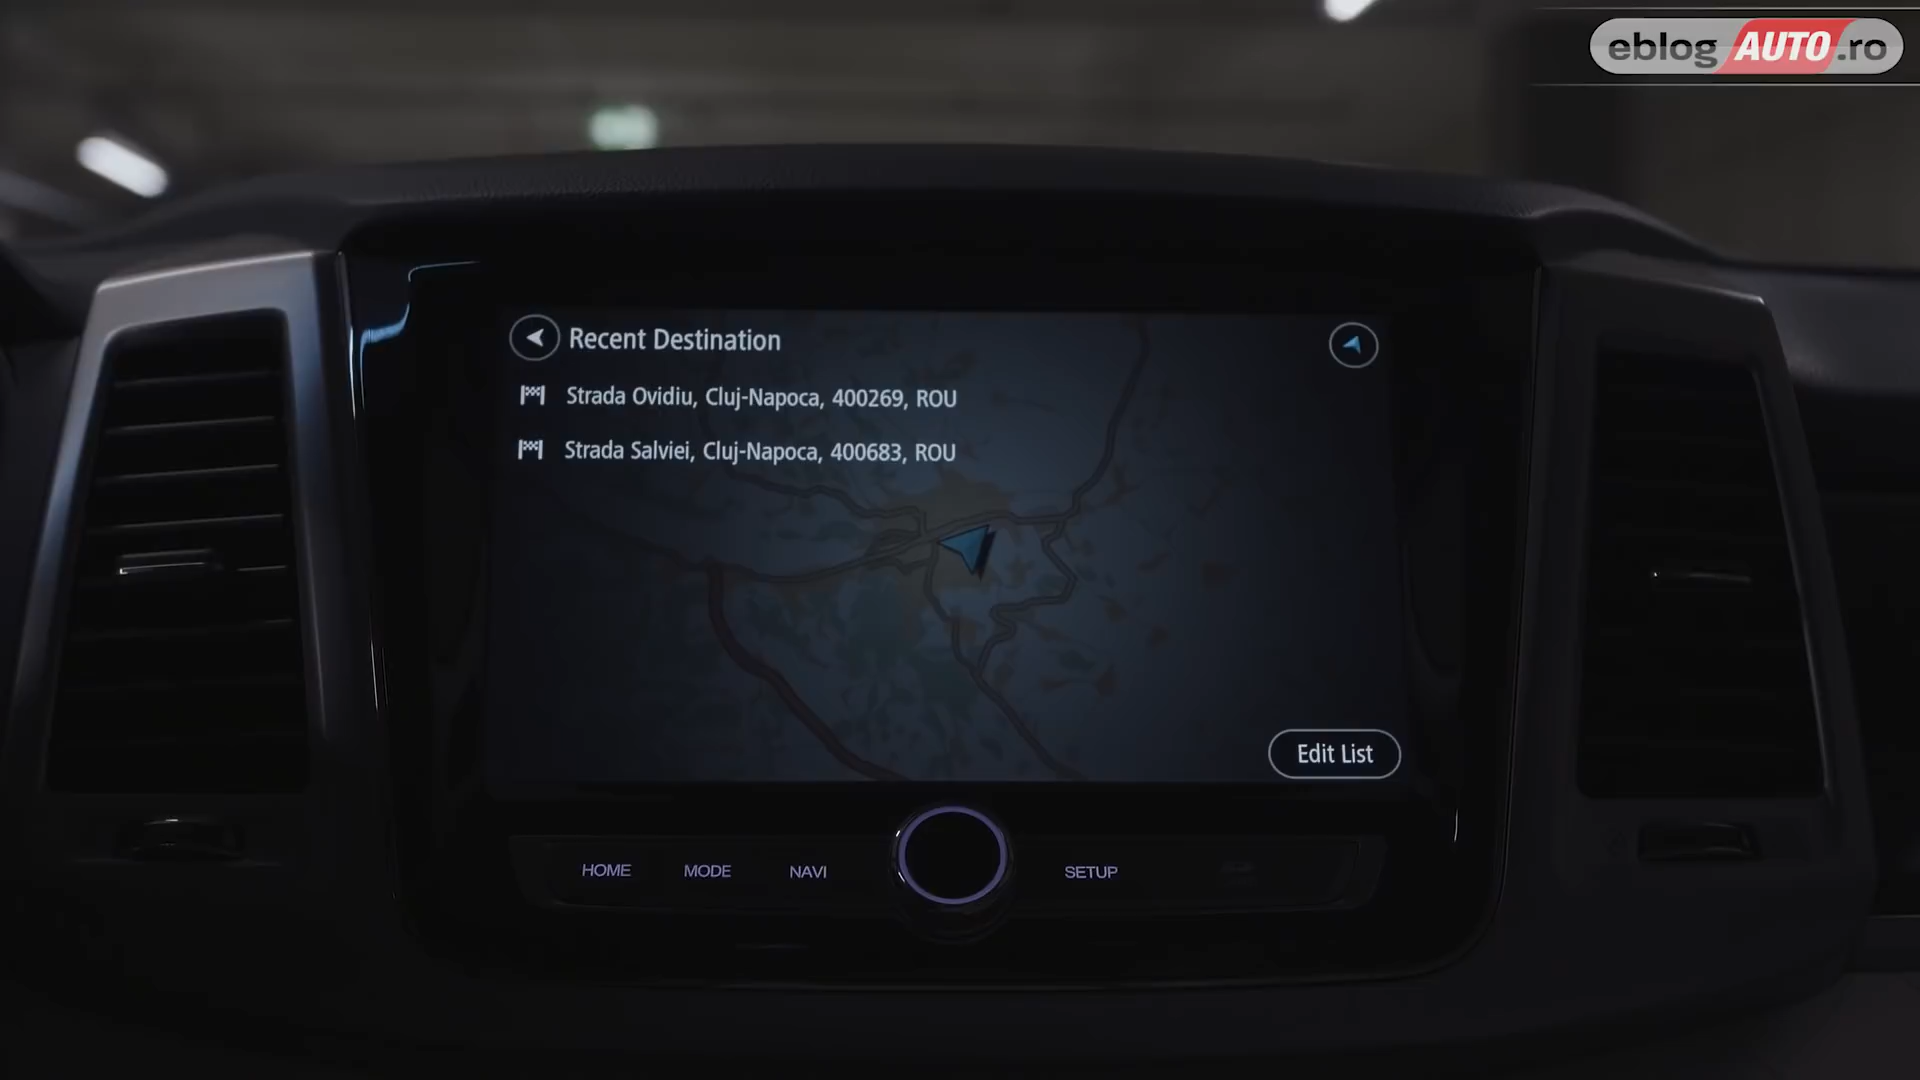 eblog AUTO.ro
Recent Destination
Strada Ovidiu, Cluj-Napoca, 400269, ROU
Strada Salviei, Cluj-Napoca, 400683, ROU
Edit List
HOME MODE NAVI SETUP